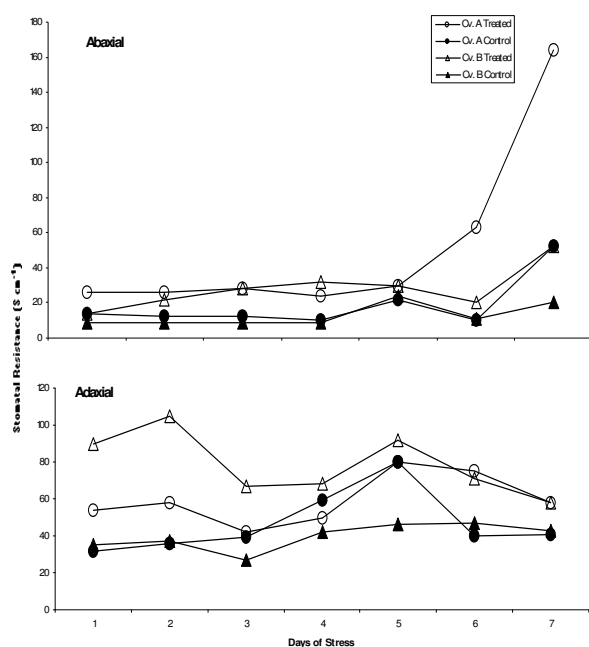 Abaxial
Cv. A Treated
Cv. A Control
Cv. B Treated
Cv. B Control
180
160
140
120
100
80
60
40
20
0
Stomatal Resistance (S cm⁻¹)
Adaxial
120
100
80
60
40
20
0
1 2 3 4 5 6 7
Days of Stress